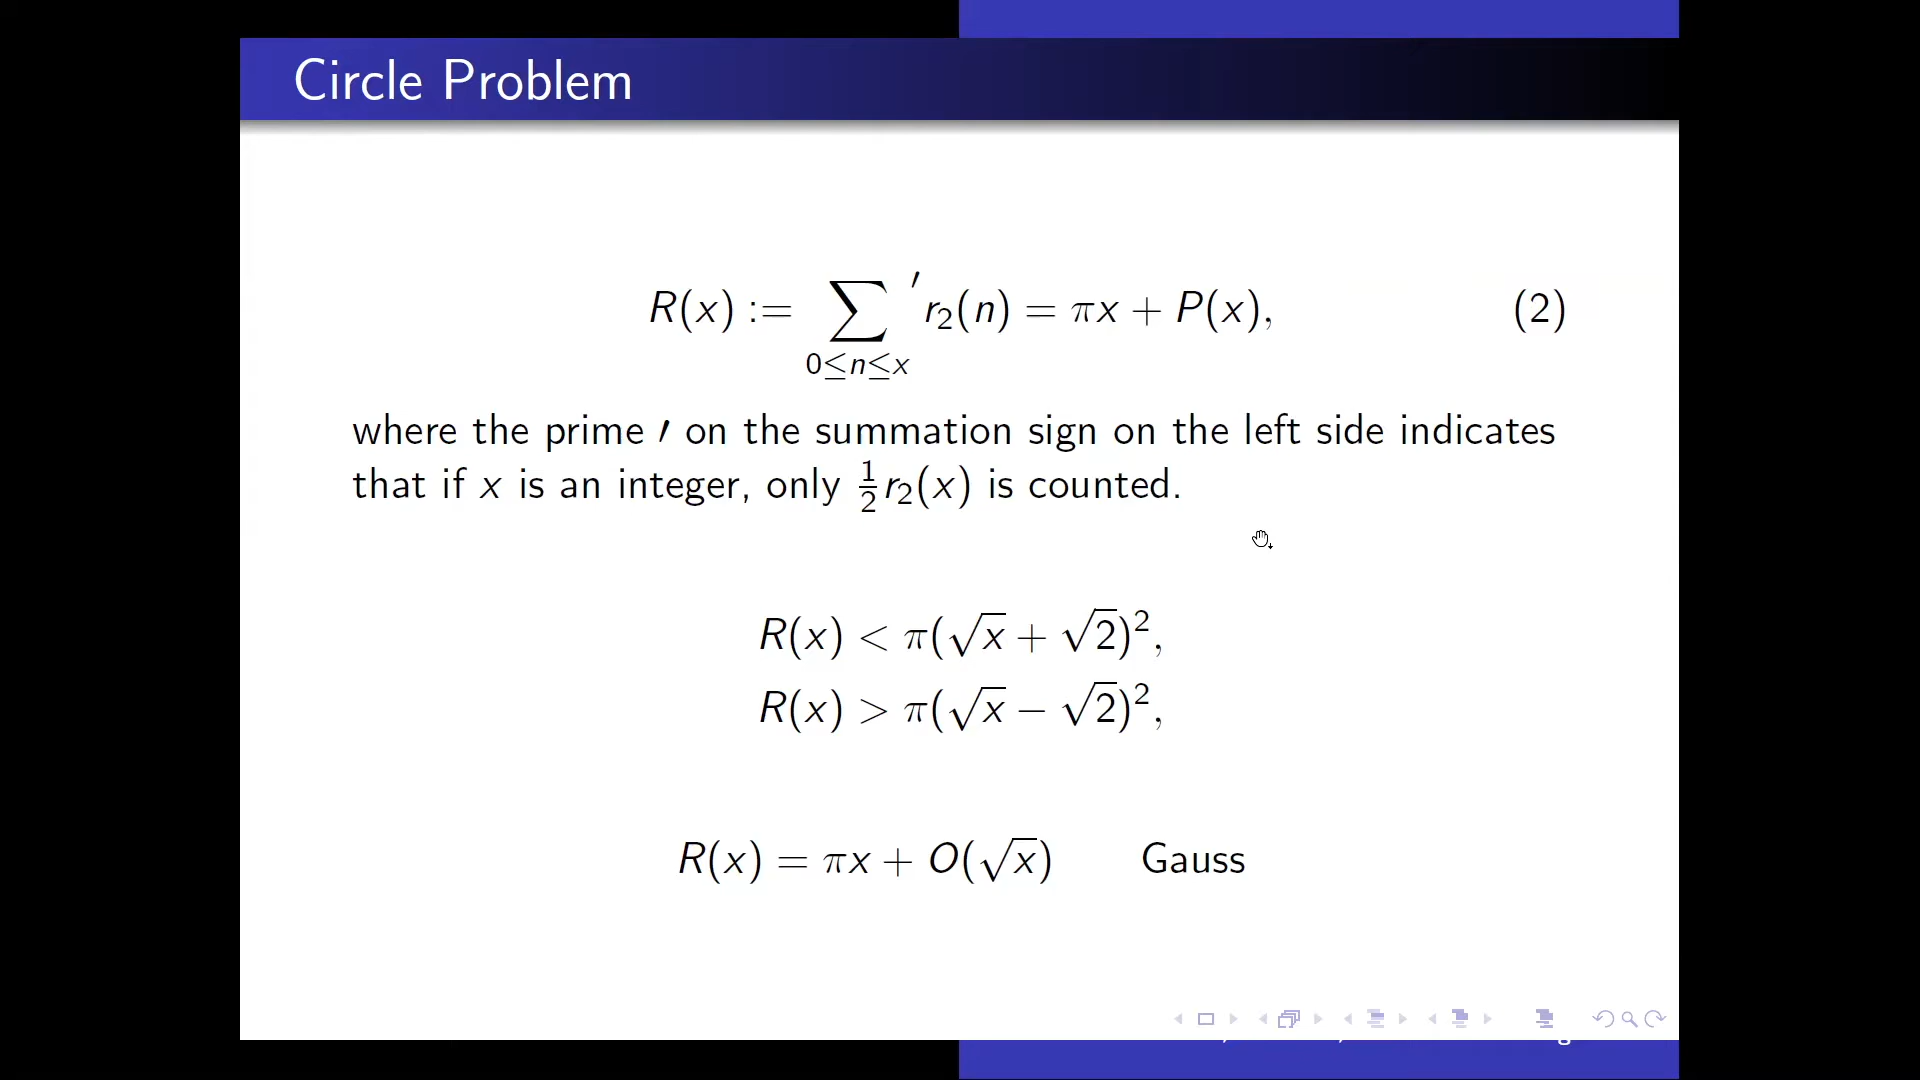 Circle Problem
R(x) := ∑′ r₂(n) = πx + P(x), (2)
0≤n≤x
where the prime ′ on the summation sign on the left side indicates
that if x is an integer, only ½r₂(x) is counted.
R(x) < π(√x + √2)²,
R(x) > π(√x − √2)²,
R(x) = πx + O(√x) Gauss